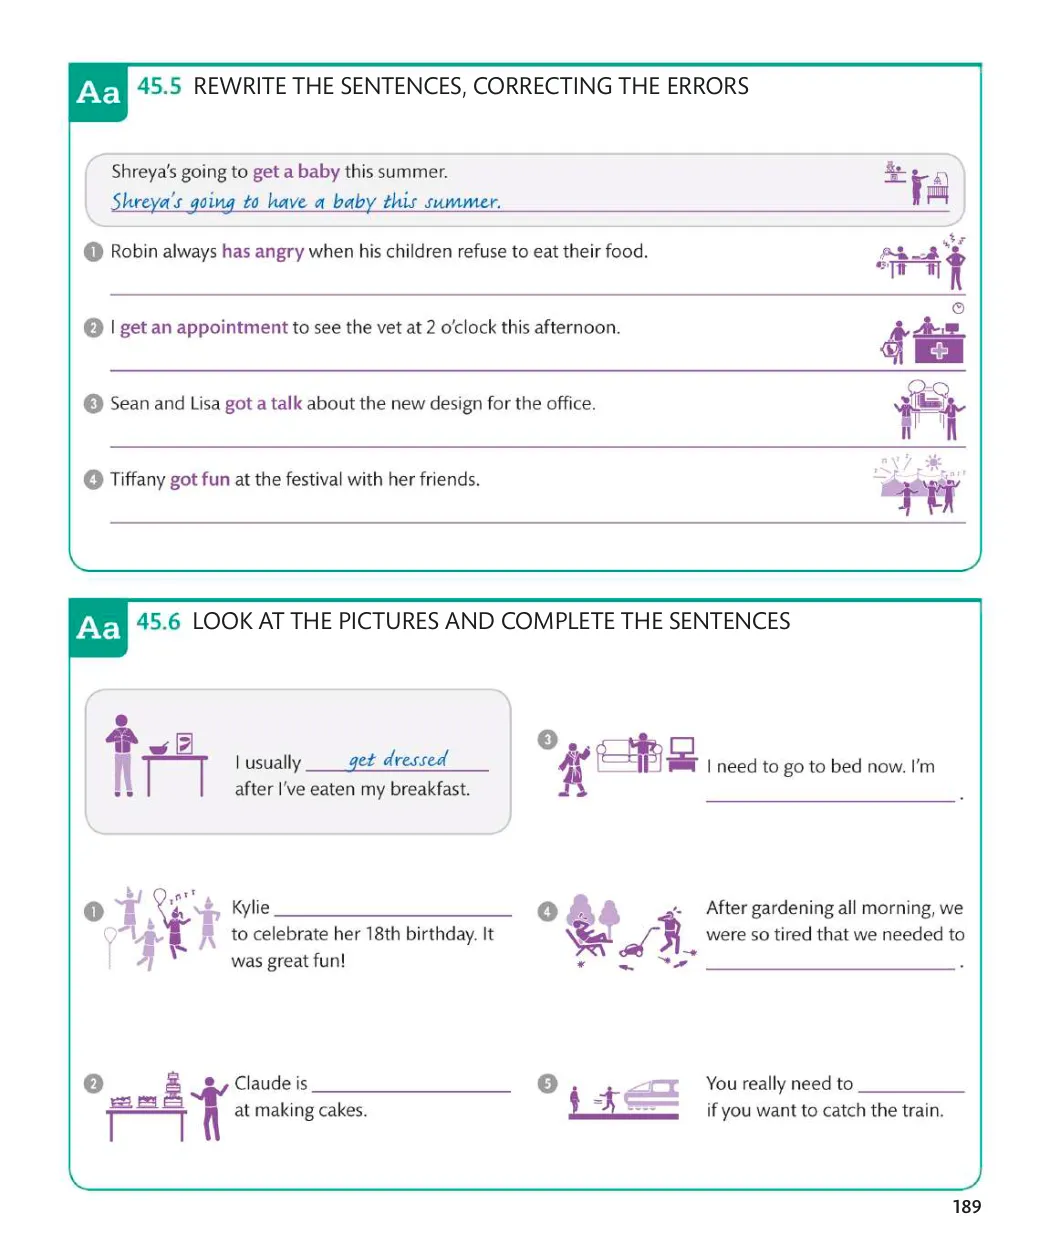 Aa 45.5 REWRITE THE SENTENCES, CORRECTING THE ERRORS
Shreya's going to get a baby this summer.
Shreya's going to have a baby this summer.
1 Robin always has angry when his children refuse to eat their food.
2 I get an appointment to see the vet at 2 o'clock this afternoon.
3 Sean and Lisa got a talk about the new design for the office.
4 Tiffany got fun at the festival with her friends.
Aa 45.6 LOOK AT THE PICTURES AND COMPLETE THE SENTENCES
I usually get dressed
after I've eaten my breakfast.
1 Kylie
to celebrate her 18th birthday. It
was great fun!
2 Claude is
at making cakes.
3 I need to go to bed now. I'm
.
4 After gardening all morning, we
were so tired that we needed to
.
5 You really need to
if you want to catch the train.
189